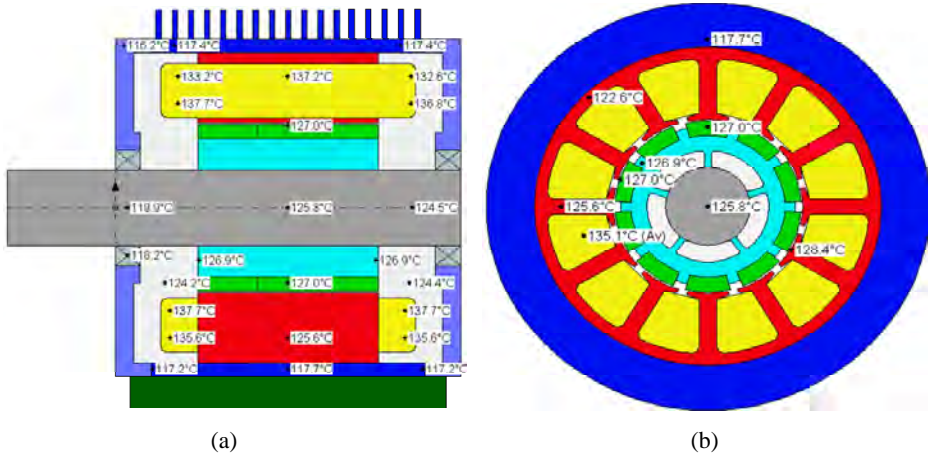 116.2°C 117.4°C 117.4°C
117.7°C
133.2°C 137.2°C 132.6°C
122.6°C
137.7°C 136.8°C
127.0°C
127.0°C
126.9°C
127.0°C
118.9°C 125.8°C 124.5°C
125.6°C 125.8°C
135.1°C (Av)
128.4°C
118.2°C
126.9°C 126.9°C
124.2°C 127.0°C 124.4°C
137.7°C 137.7°C
135.6°C 125.6°C 135.6°C
117.2°C 117.7°C 117.2°C
(a) (b)